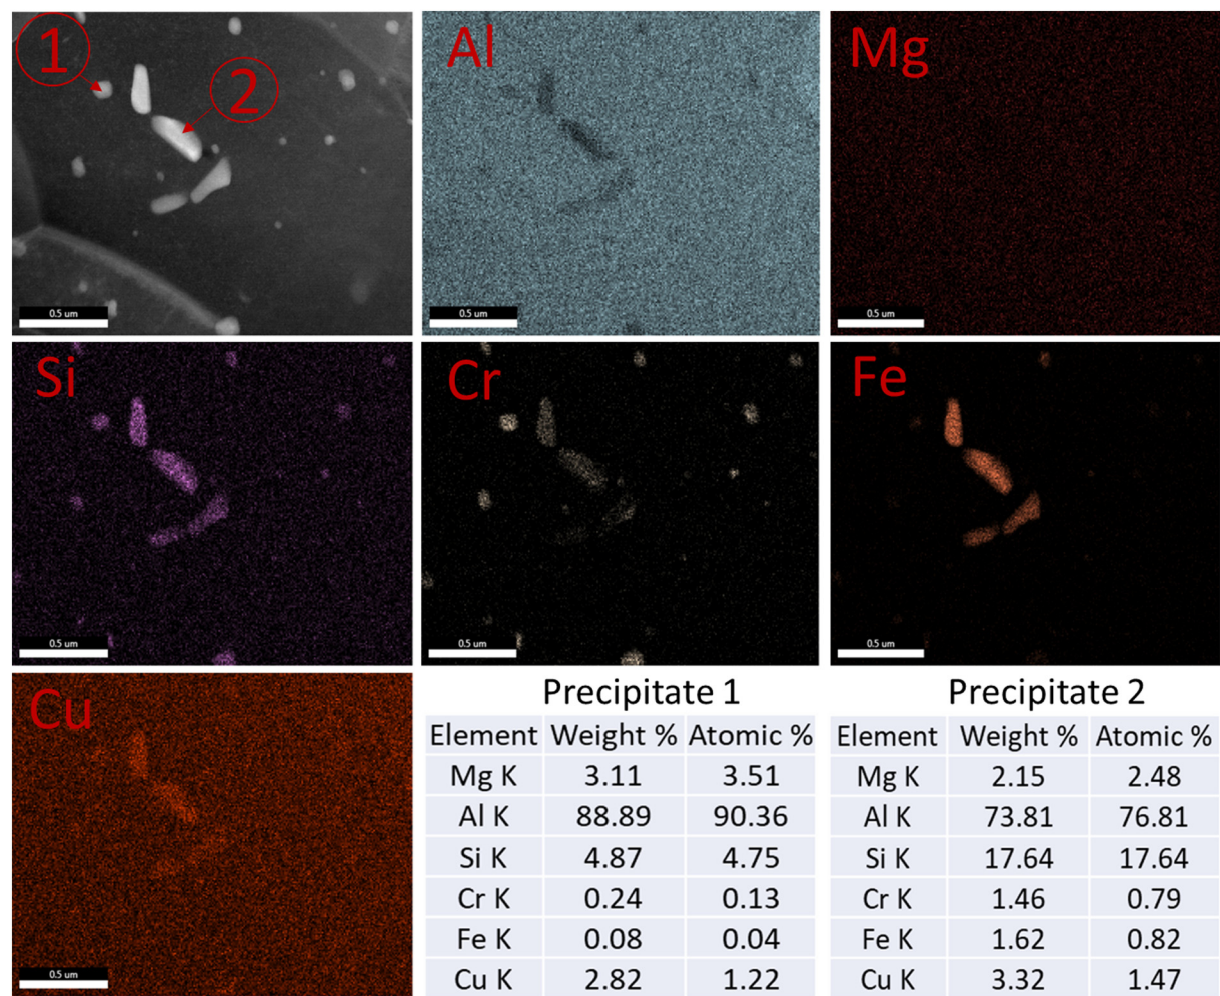 1
2
0.5 um
Al
0.5 um
Mg
0.5 um
Si
0.5 um
Cr
0.5 um
Fe
0.5 um
Cu
0.5 um
Precipitate 1
Element Weight % Atomic %
Mg K 3.11 3.51
Al K 88.89 90.36
Si K 4.87 4.75
Cr K 0.24 0.13
Fe K 0.08 0.04
Cu K 2.82 1.22
Precipitate 2
Element Weight % Atomic %
Mg K 2.15 2.48
Al K 73.81 76.81
Si K 17.64 17.64
Cr K 1.46 0.79
Fe K 1.62 0.82
Cu K 3.32 1.47